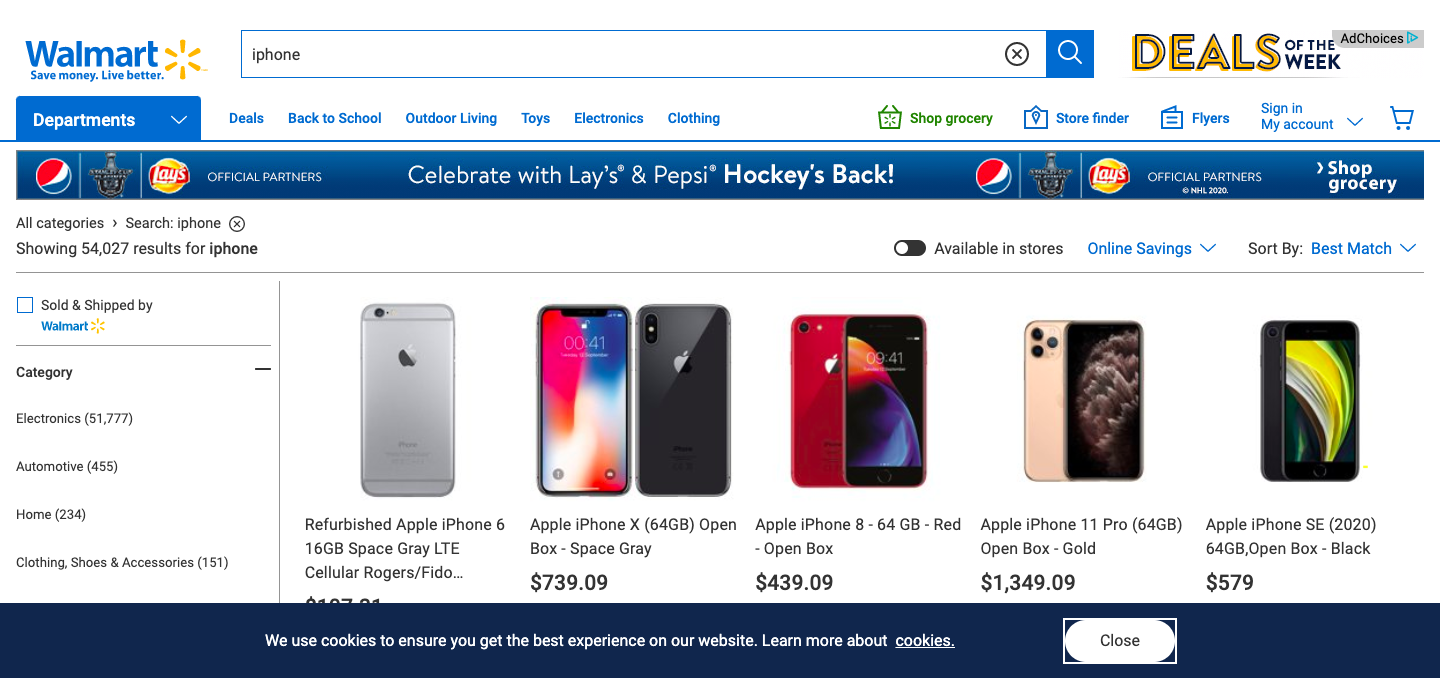 Walmart
Save money. Live better.
iphone
DEALS OF THE WEEK
AdChoices
Departments
Deals
Back to School
Outdoor Living
Toys
Electronics
Clothing
Shop grocery
Store finder
Flyers
Sign in
My account
Lay's
OFFICIAL PARTNERS
Celebrate with Lay's® & Pepsi® Hockey's Back!
Lay's
OFFICIAL PARTNERS
© NHL 2020.
› Shop
grocery
All categories › Search: iphone
Showing 54,027 results for iphone
Available in stores
Online Savings
Sort By: Best Match
Sold & Shipped by
Walmart
Category
Electronics (51,777)
Automotive (455)
Home (234)
Clothing, Shoes & Accessories (151)
00:41
09:41
Refurbished Apple iPhone 6
16GB Space Gray LTE
Cellular Rogers/Fido...
Apple iPhone X (64GB) Open
Box - Space Gray
$739.09
Apple iPhone 8 - 64 GB - Red
- Open Box
$439.09
Apple iPhone 11 Pro (64GB)
Open Box - Gold
$1,349.09
Apple iPhone SE (2020)
64GB,Open Box - Black
$579
We use cookies to ensure you get the best experience on our website. Learn more about cookies.
Close